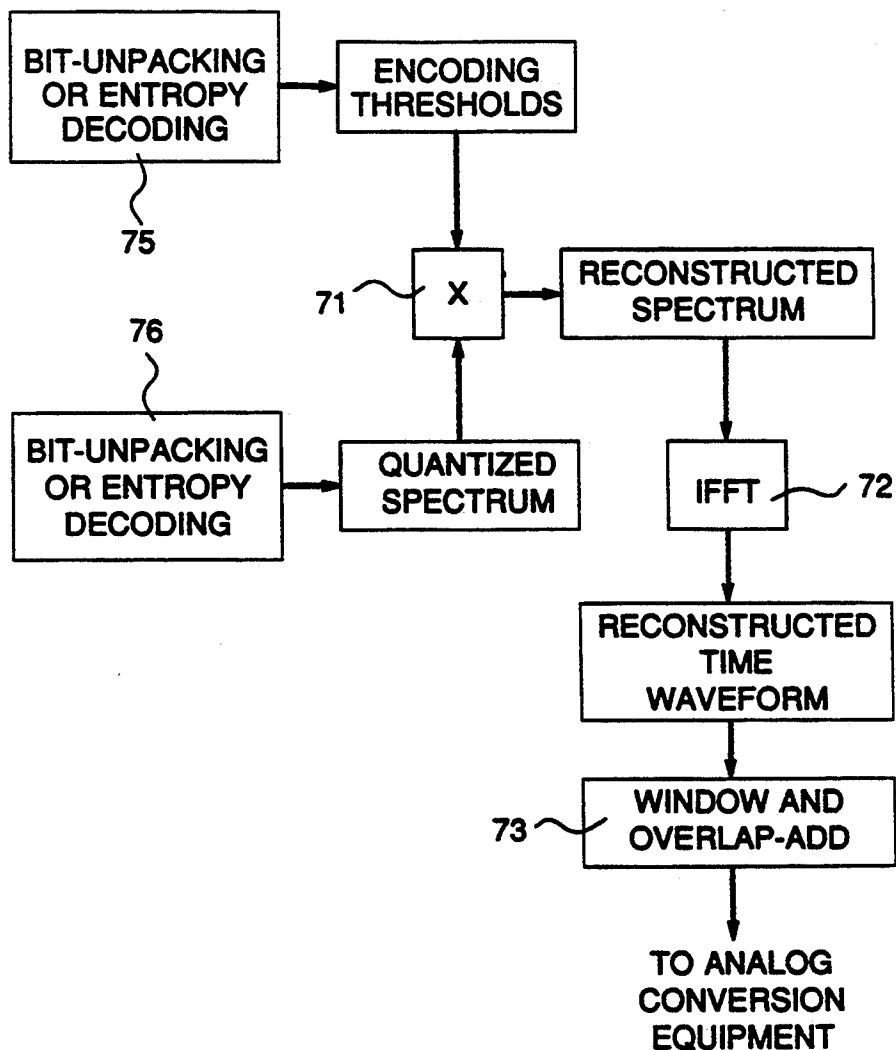 BIT-UNPACKING
OR ENTROPY
DECODING
75
ENCODING
THRESHOLDS
71
X
RECONSTRUCTED
SPECTRUM
76
BIT-UNPACKING
OR ENTROPY
DECODING
QUANTIZED
SPECTRUM
IFFT
72
RECONSTRUCTED
TIME
WAVEFORM
73
WINDOW AND
OVERLAP-ADD
TO ANALOG
CONVERSION
EQUIPMENT